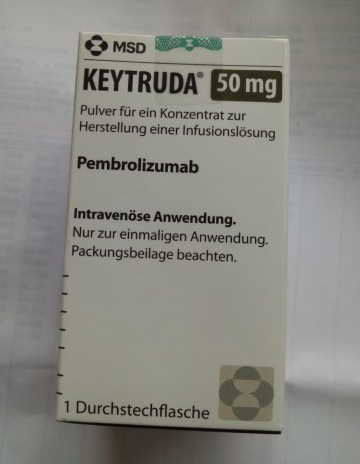 MSD
KEYTRUDA® 50 mg
Pulver für ein Konzentrat zur
Herstellung einer Infusionslösung
Pembrolizumab
Intravenöse Anwendung.
Nur zur einmaligen Anwendung.
Packungsbeilage beachten.
1 Durchstechflasche